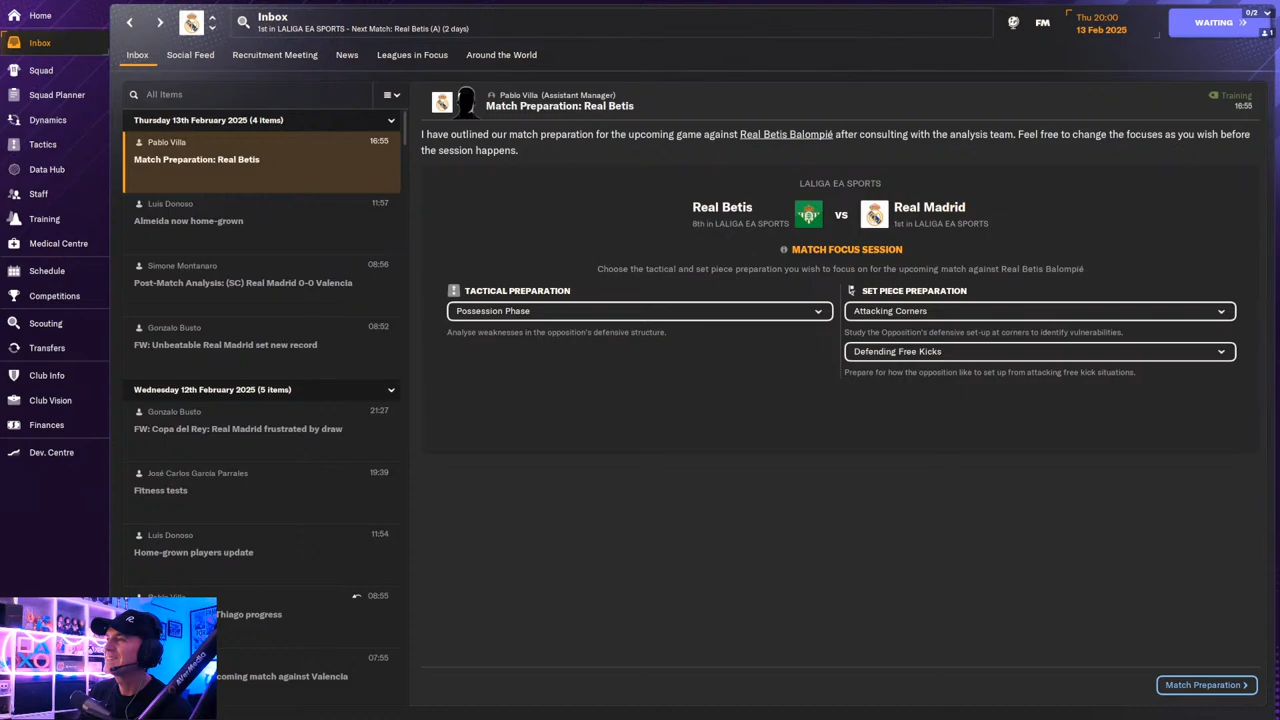 Home
Inbox
Squad
Squad Planner
Dynamics
Tactics
Data Hub
Staff
Training
Medical Centre
Schedule
Competitions
Scouting
Transfers
Club Info
Club Vision
Finances
Dev. Centre
Inbox
1st in LALIGA EA SPORTS - Next Match: Real Betis (A) (2 days)
FM
Thu 20:00
13 Feb 2025
WAITING
0/2
1
Inbox
Social Feed
Recruitment Meeting
News
Leagues in Focus
Around the World
All Items
Thursday 13th February 2025 (4 items)
Pablo Villa 16:55
Match Preparation: Real Betis
Luis Donoso 11:57
Almeida now home-grown
Simone Montanaro 08:56
Post-Match Analysis: (SC) Real Madrid 0-0 Valencia
Gonzalo Busto 08:52
FW: Unbeatable Real Madrid set new record
Wednesday 12th February 2025 (5 items)
Gonzalo Busto 21:27
FW: Copa del Rey: Real Madrid frustrated by draw
José Carlos García Parrales 19:39
Fitness tests
Luis Donoso 11:54
Home-grown players update
Pablo Villa 08:55
Thiago progress
07:55
coming match against Valencia
Pablo Villa (Assistant Manager)
Match Preparation: Real Betis
Training
16:55
I have outlined our match preparation for the upcoming game against Real Betis Balompié after consulting with the analysis team. Feel free to change the focuses as you wish before
the session happens.
LALIGA EA SPORTS
Real Betis
8th in LALIGA EA SPORTS
VS
Real Madrid
1st in LALIGA EA SPORTS
MATCH FOCUS SESSION
Choose the tactical and set piece preparation you wish to focus on for the upcoming match against Real Betis Balompié
TACTICAL PREPARATION
Possession Phase
Analyse weaknesses in the opposition's defensive structure.
SET PIECE PREPARATION
Attacking Corners
Study the Opposition's defensive set-up at corners to identify vulnerabilities.
Defending Free Kicks
Prepare for how the opposition like to set up from attacking free kick situations.
Match Preparation